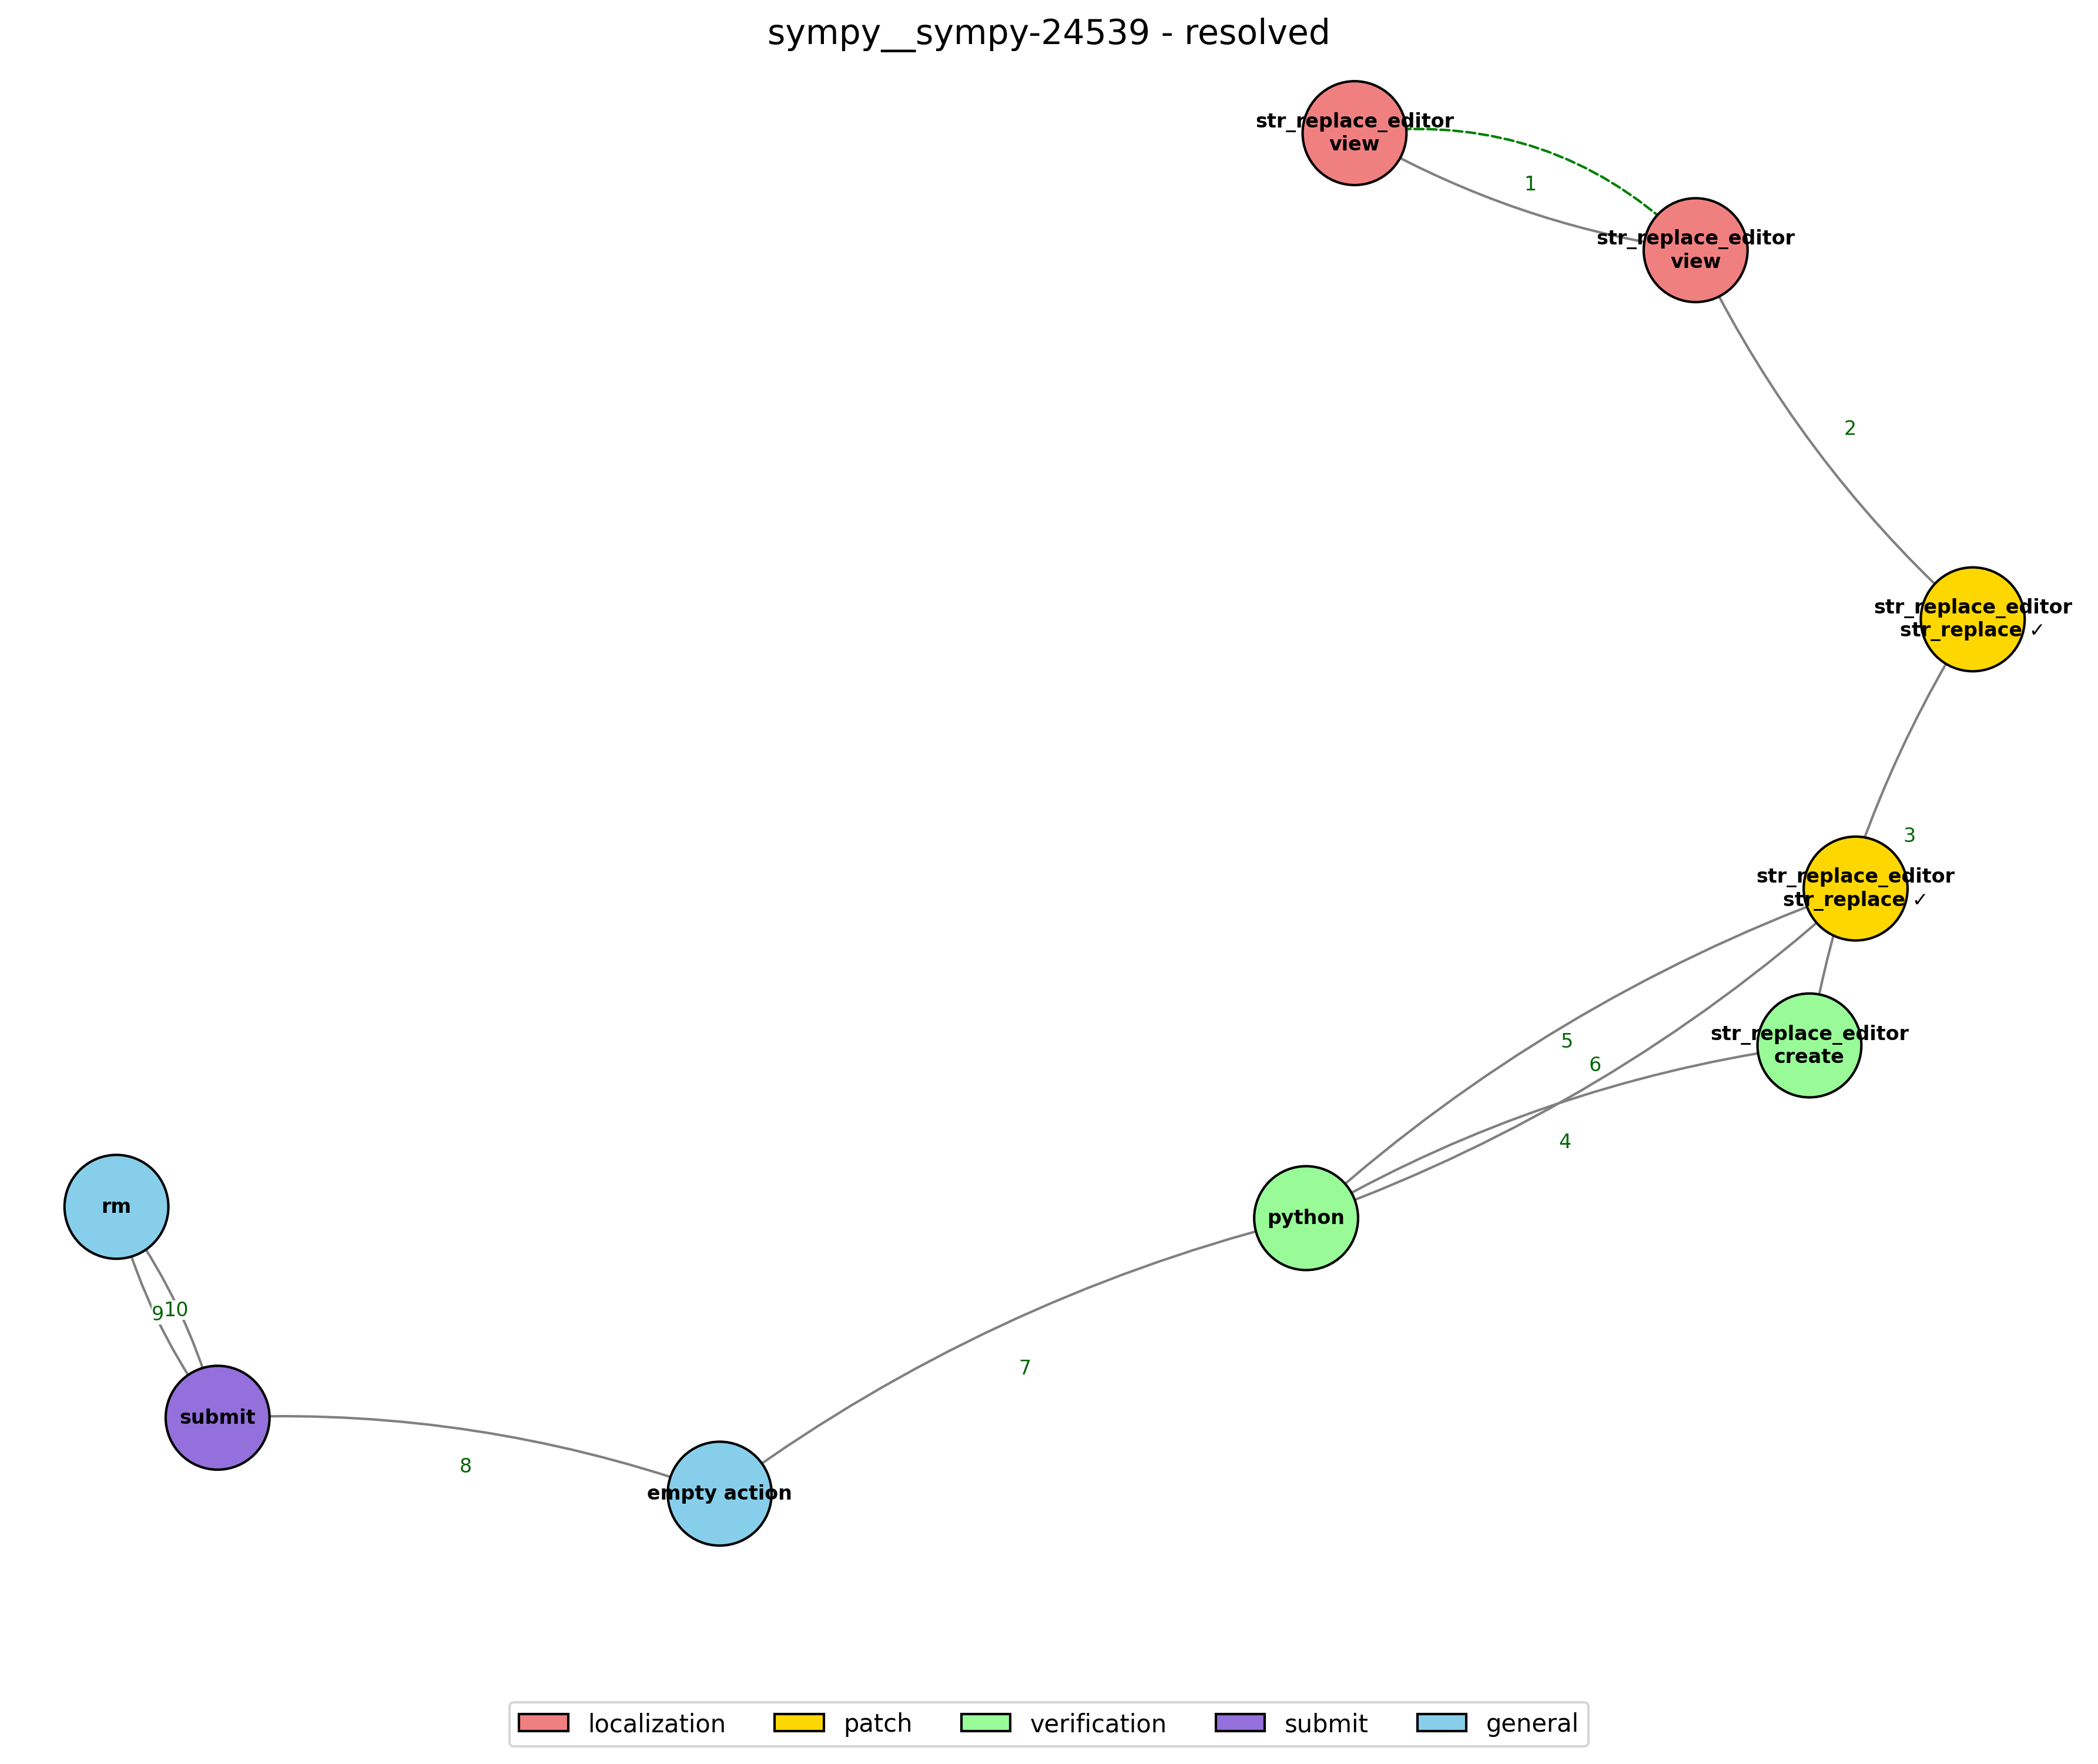 sympy__sympy-24539 - resolved
str_replace_editor
view
1
str_replace_editor
view
2
str_replace_editor
str_replace ✓
3
str_replace_editor
str_replace ✓
5
6
str_replace_editor
create
4
rm
python
9
10
7
submit
8
empty action
localization
patch
verification
submit
general